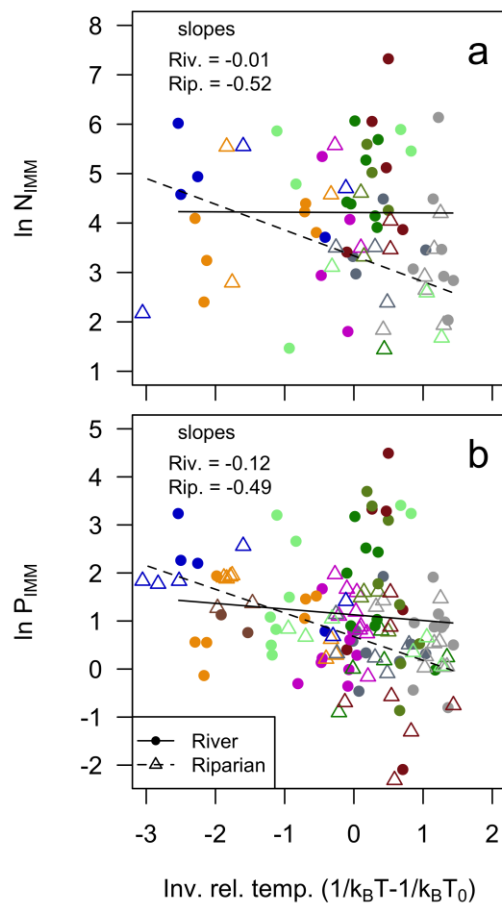 a
slopes
Riv. = -0.01
Rip. = -0.52
ln N_IMM
8
7
6
5
4
3
2
1
b
slopes
Riv. = -0.12
Rip. = -0.49
ln P_IMM
5
4
3
2
1
0
-1
-2
River
Riparian
-3 -2 -1 0 1 2
Inv. rel. temp. (1/k_BT-1/k_BT_0)